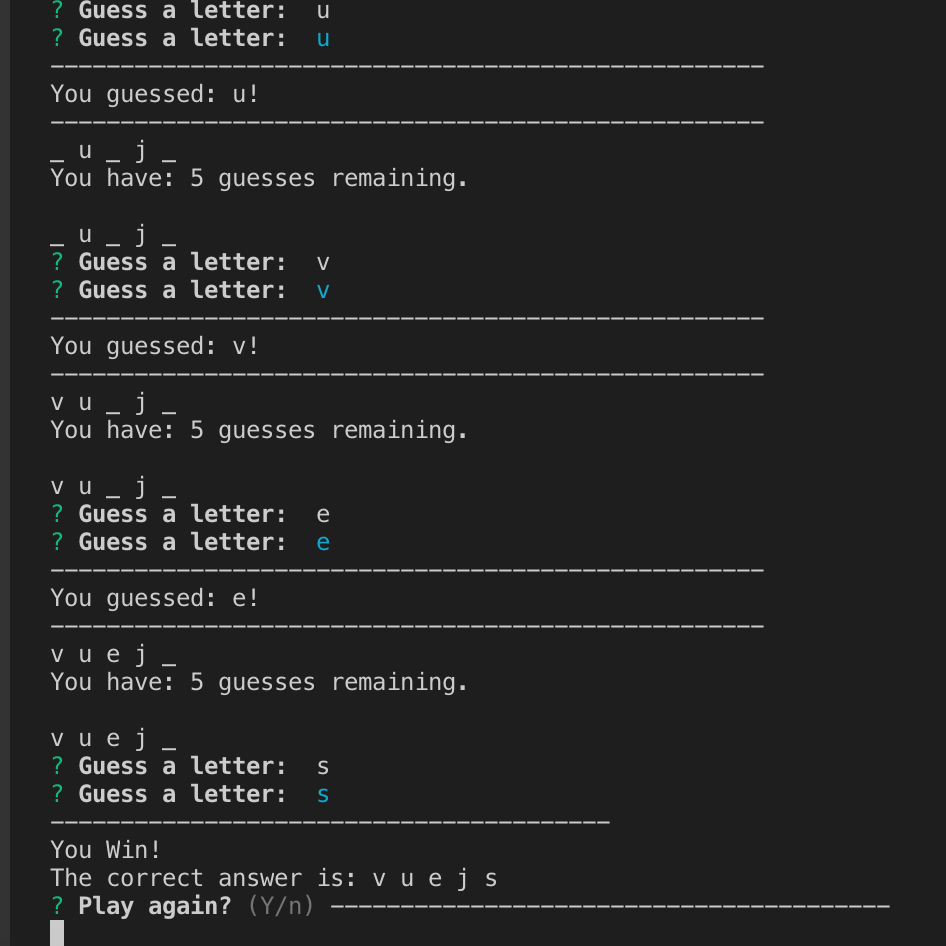 ? Guess a letter:  u
? Guess a letter:  u
---------------------------------------------------
You guessed: u!
---------------------------------------------------
_ u _ j _
You have: 5 guesses remaining.
_ u _ j _
? Guess a letter:  v
? Guess a letter:  v
---------------------------------------------------
You guessed: v!
---------------------------------------------------
v u _ j _
You have: 5 guesses remaining.
v u _ j _
? Guess a letter:  e
? Guess a letter:  e
---------------------------------------------------
You guessed: e!
---------------------------------------------------
v u e j _
You have: 5 guesses remaining.
v u e j _
? Guess a letter:  s
? Guess a letter:  s
----------------------------------------
You Win!
The correct answer is: v u e j s
? Play again? (Y/n) ----------------------------------------